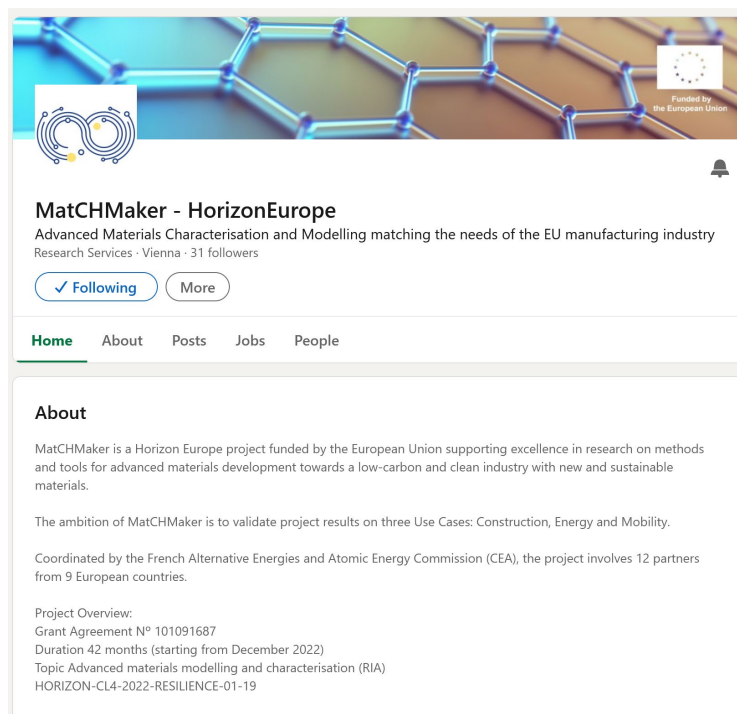 Funded by
the European Union
MatCHMaker - HorizonEurope
Advanced Materials Characterisation and Modelling matching the needs of the EU manufacturing industry
Research Services · Vienna · 31 followers
✓ Following
More
Home
About
Posts
Jobs
People
About
MatCHMaker is a Horizon Europe project funded by the European Union supporting excellence in research on methods
and tools for advanced materials development towards a low-carbon and clean industry with new and sustainable
materials.
The ambition of MatCHMaker is to validate project results on three Use Cases: Construction, Energy and Mobility.
Coordinated by the French Alternative Energies and Atomic Energy Commission (CEA), the project involves 12 partners
from 9 European countries.
Project Overview:
Grant Agreement Nº 101091687
Duration 42 months (starting from December 2022)
Topic Advanced materials modelling and characterisation (RIA)
HORIZON-CL4-2022-RESILIENCE-01-19